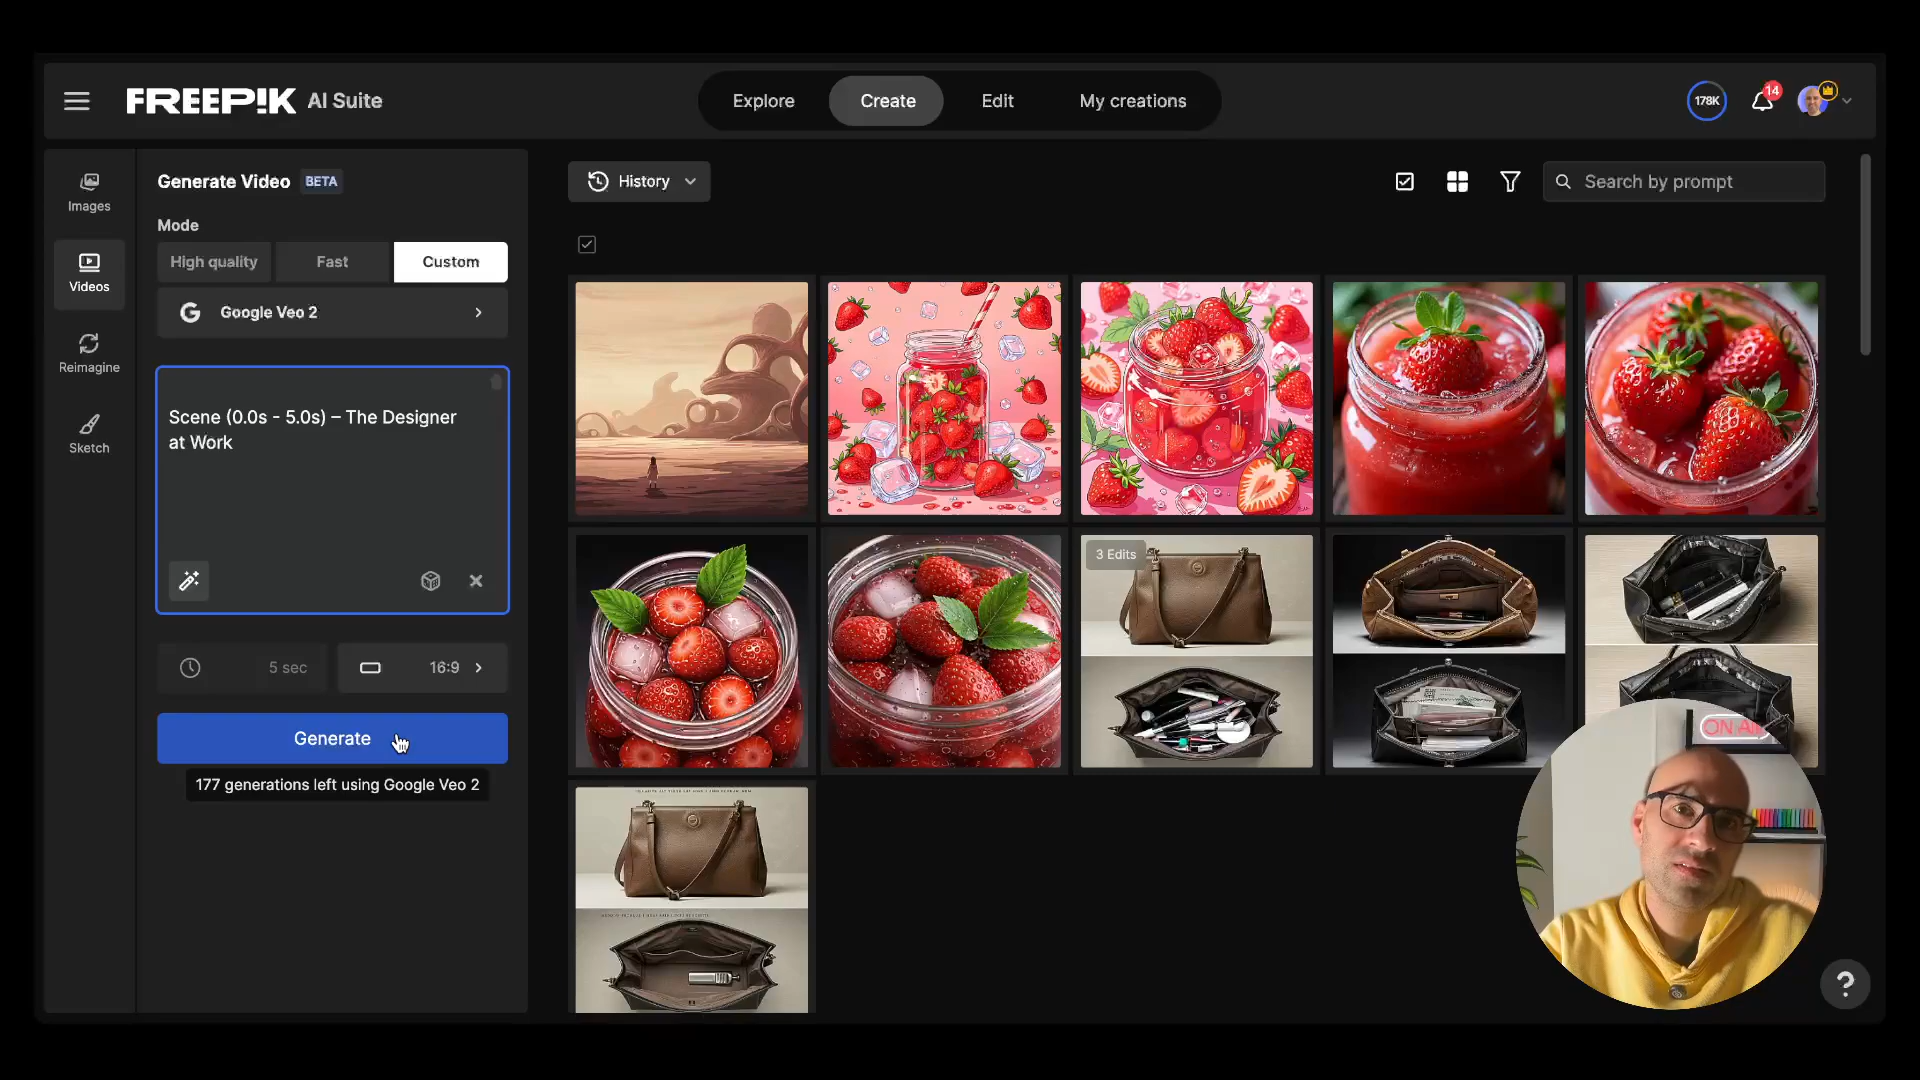 FREEP!K AI Suite
Explore
Create
Edit
My creations
178K
14
Images
Videos
Reimagine
Sketch
Generate Video BETA
Mode
High quality
Fast
Custom
G Google Veo 2
Scene (0.0s - 5.0s) – The Designer
at Work
5 sec
16:9
Generate
177 generations left using Google Veo 2
History
Search by prompt
3 Edits
ON AI
?